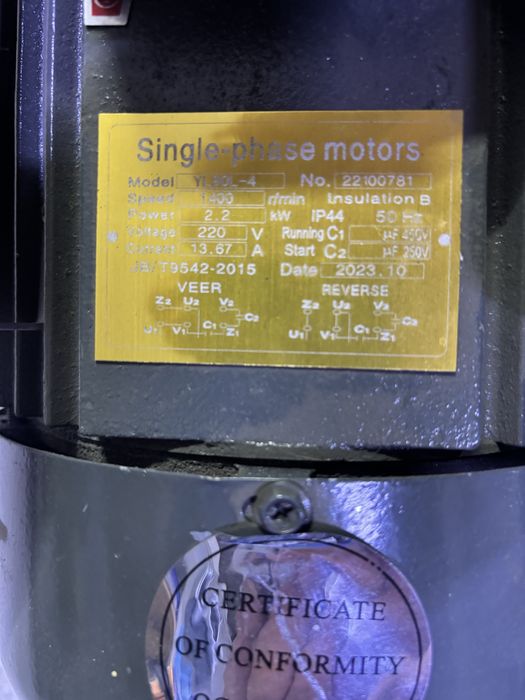 Single-phase motors
Model YL90L-4 No. 22100781
Speed 1400 r/min Insulation B
Power 2.2 kW IP44 50 Hz
Voltage 220 V Running C1 μF 450V
Current 13.67 A Start C2 μF 250V
JB/T9542-2015 Date 2023.10
VEER REVERSE
Z2 U2 V2 Z2 U2 V2
C2 C2
U1 V1 C1 Z1 U1 V1 C1 Z1
CERTIFICATE
OF CONFORMITY